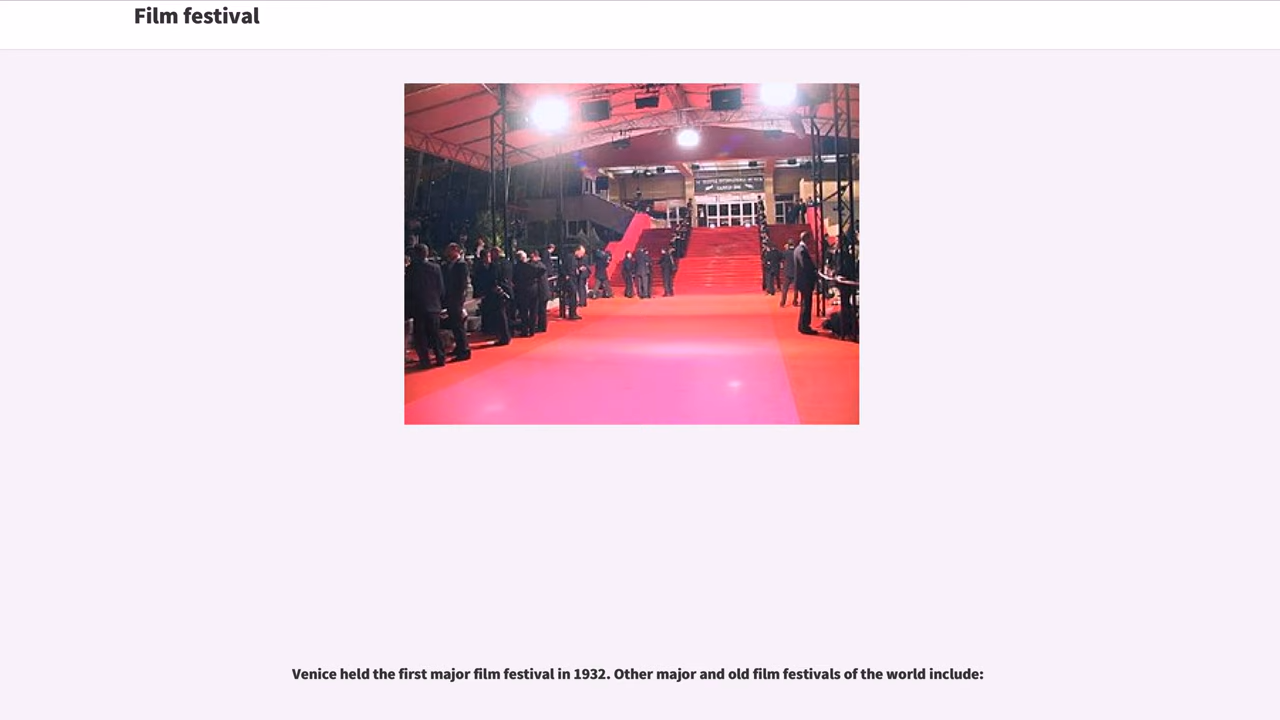 Film festival
Venice held the first major film festival in 1932. Other major and old film festivals of the world include: